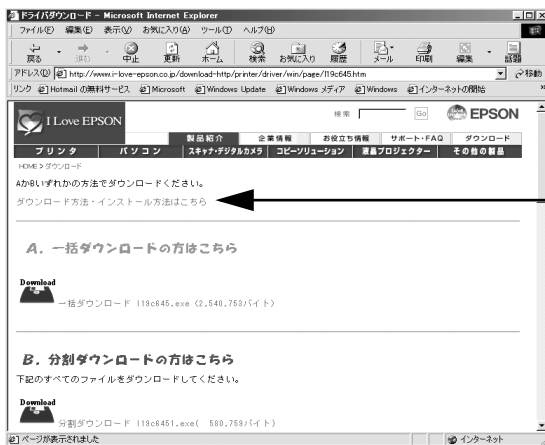 ドライバダウンロード - Microsoft Internet Explorer
ファイル(F) 編集(E) 表示(V) お気に入り(A) ツール(T) ヘルプ(H)
戻る 進む 中止 更新 ホーム 検索 お気に入り 履歴 メール 印刷 編集 話題
アドレス(D) http://www.i-love-epson.co.jp/download-http/printer/driver/win/page/l19c645.htm 移動
リンク Hotmail の無料サービス Microsoft Windows Update Windows メディア Windows インターネットの開始 »
I Love EPSON
検索 Go EPSON
製品紹介 企業情報 お役立ち情報 サポート・FAQ ダウンロード
プリンタ パソコン スキャナ・デジタルカメラ コピーソリューション 液晶プロジェクター その他の製品
HOME > ダウンロード
AかBいずれかの方法でダウンロードください。
ダウンロード方法・インストール方法はこちら
A. 一括ダウンロードの方はこちら
Download
一括ダウンロード l19c645.exe (2,540,759バイト)
B. 分割ダウンロードの方はこちら
下記のすべてのファイルをダウンロードしてください。
Download
分割ダウンロード l19c6451.exe( 580,759バイト)
ページが表示されました インターネット